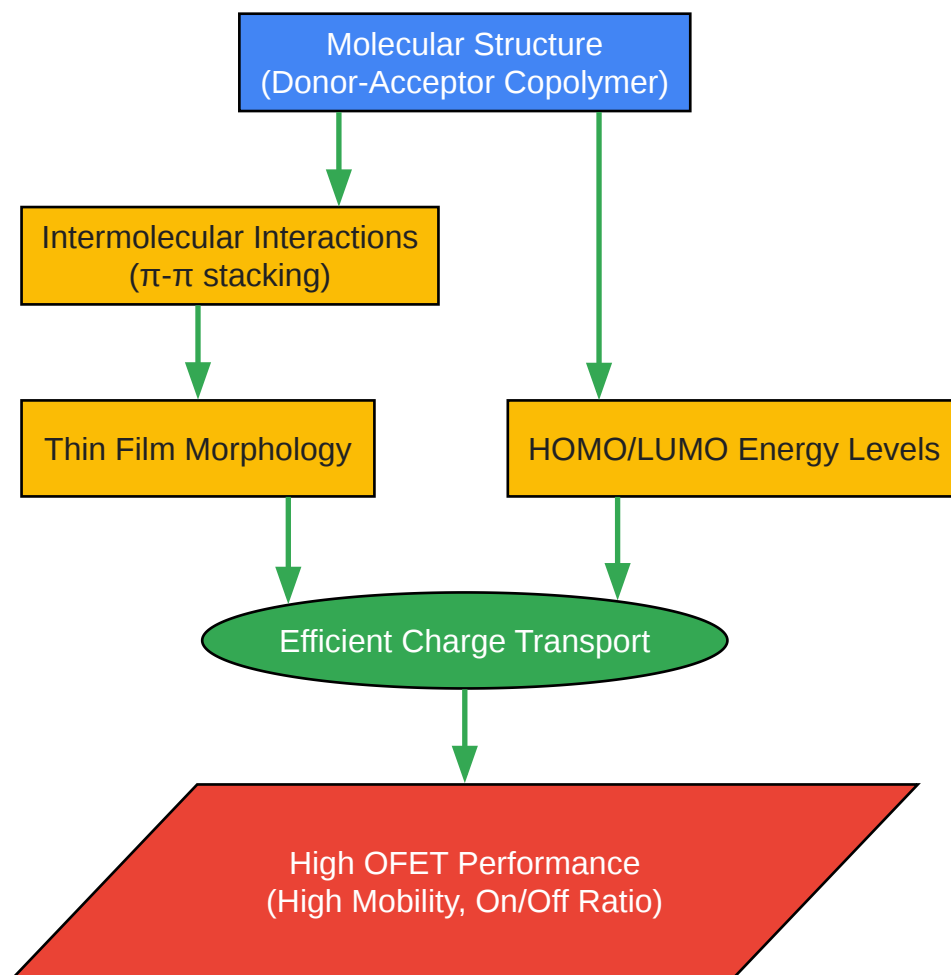 Molecular Structure
(Donor-Acceptor Copolymer)
Intermolecular Interactions
(π-π stacking)
Thin Film Morphology
HOMO/LUMO Energy Levels
Efficient Charge Transport
High OFET Performance
(High Mobility, On/Off Ratio)